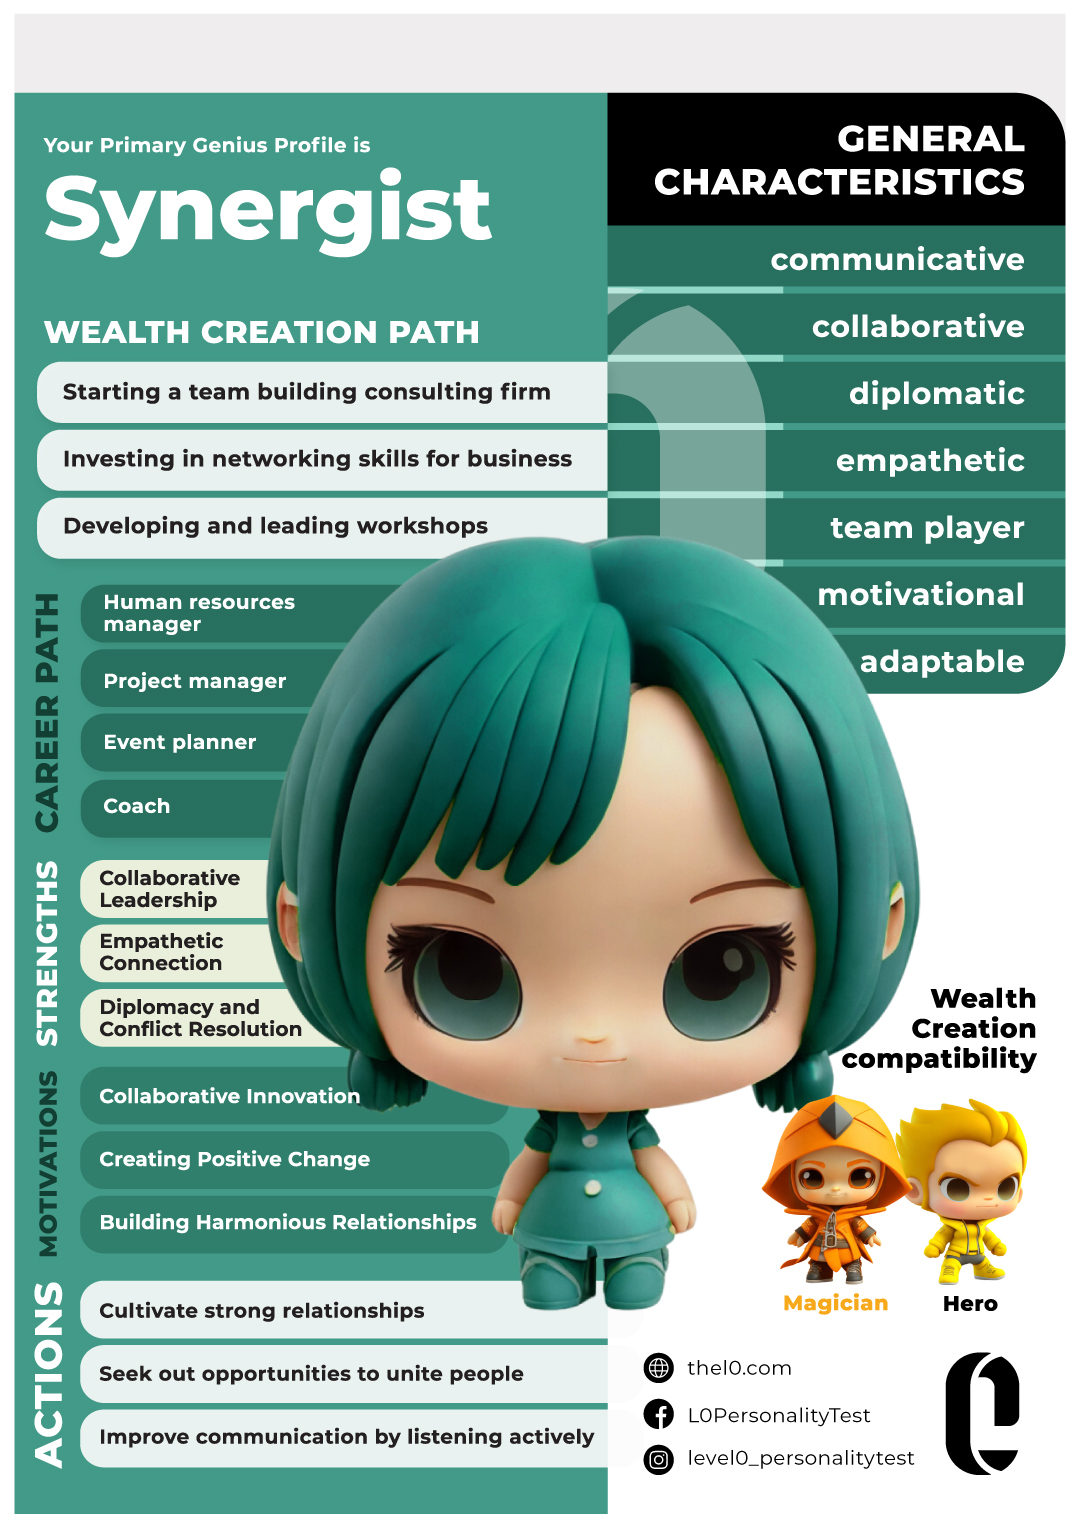 Your Primary Genius Profile is
Synergist
GENERAL
CHARACTERISTICS
communicative
collaborative
diplomatic
empathetic
team player
motivational
adaptable
WEALTH CREATION PATH
Starting a team building consulting firm
Investing in networking skills for business
Developing and leading workshops
CAREER PATH
Human resources
manager
Project manager
Event planner
Coach
STRENGTHS
Collaborative
Leadership
Empathetic
Connection
Diplomacy and
Conflict Resolution
MOTIVATIONS
Collaborative Innovation
Creating Positive Change
Building Harmonious Relationships
ACTIONS
Cultivate strong relationships
Seek out opportunities to unite people
Improve communication by listening actively
Wealth
Creation
compatibility
Magician
Hero
thel0.com
L0PersonalityTest
level0_personalitytest